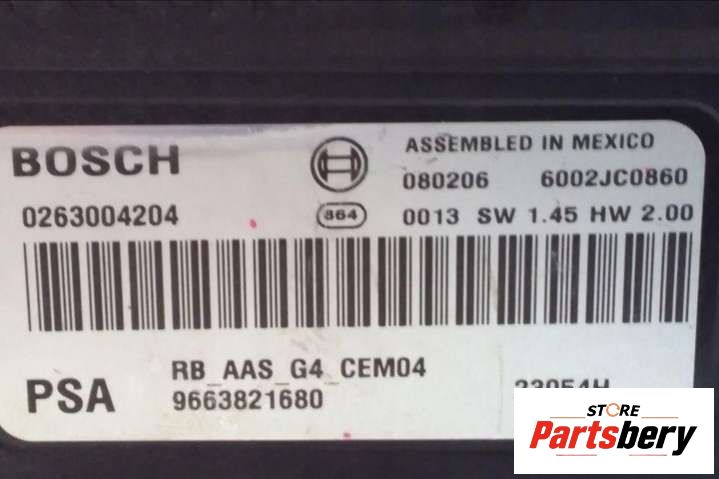 BOSCH
ASSEMBLED IN MEXICO
080206 6002JC0860
0263004204 864 0013 SW 1.45 HW 2.00
RB_AAS_G4_CEM04
PSA 9663821680
STORE
Partsbery